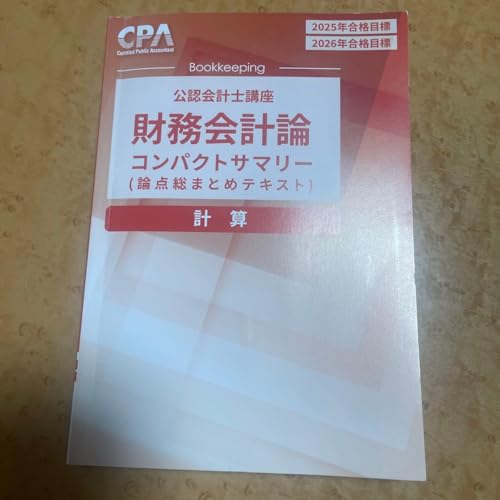 CPA
Certified Public Accountant
2025年合格目標
2026年合格目標
Bookkeeping
公認会計士講座
財務会計論
コンパクトサマリー
(論点総まとめテキスト)
計算